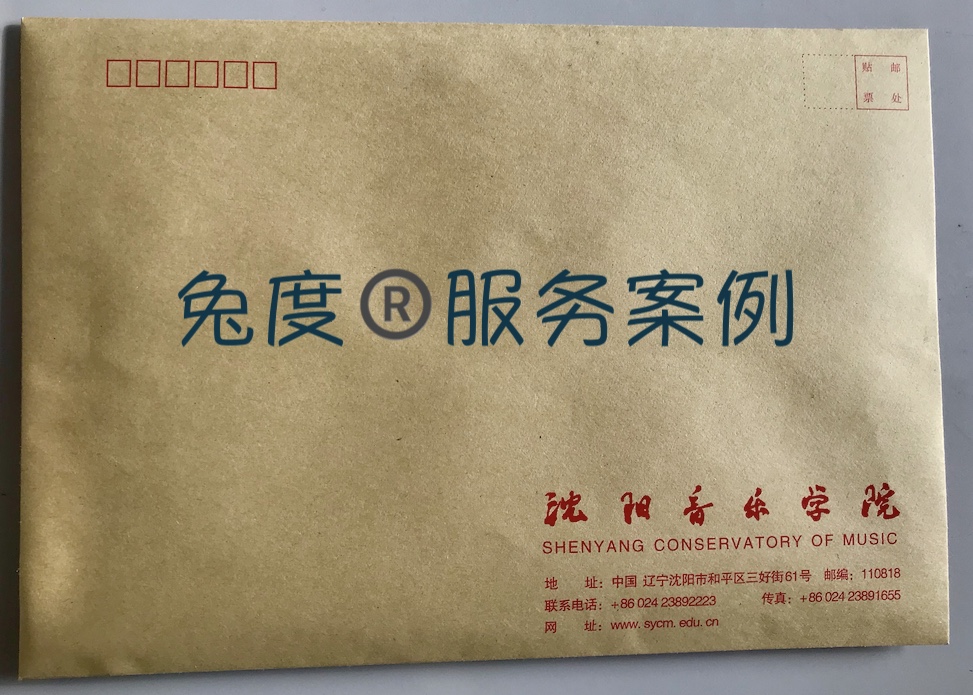 贴 邮
票 处
兔度®服务案例
沈阳音乐学院
SHENYANG CONSERVATORY OF MUSIC
地 址：中国 辽宁沈阳市和平区三好街61号 邮编：110818
联系电话：+86 024 23892223 传真：+86 024 23891655
网 址：www.sycm.edu.cn